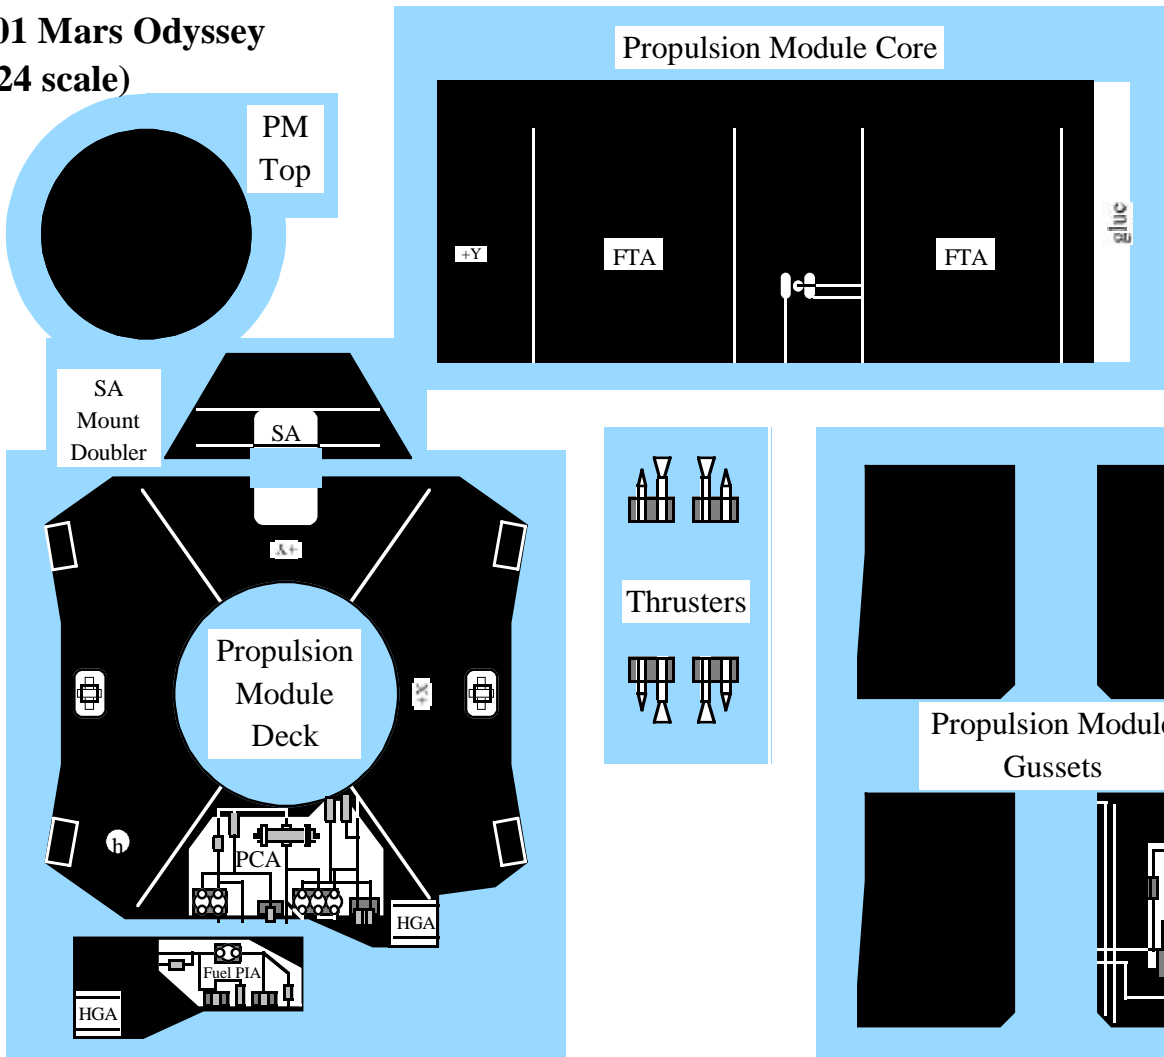 01 Mars Odyssey
24 scale)
Propulsion Module Core
PM
Top
+Y
FTA
FTA
glue
SA
Mount
Doubler
SA
+Y
Thrusters
Propulsion
Module
Deck
+X
Propulsion Module
Gussets
h
PCA
HGA
Fuel PIA
HGA